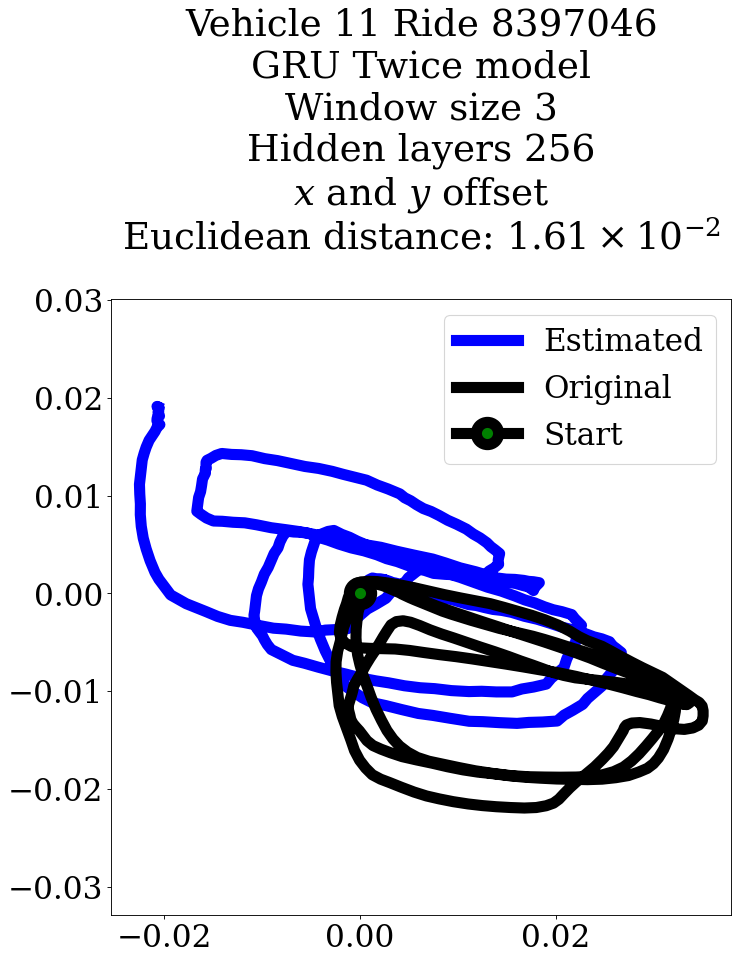 Vehicle 11 Ride 8397046
GRU Twice model
Window size 3
Hidden layers 256
x and y offset
Euclidean distance: 1.61 × 10⁻²
0.03
0.02
0.01
0.00
−0.01
−0.02
−0.03
Estimated
Original
Start
−0.02
0.00
0.02